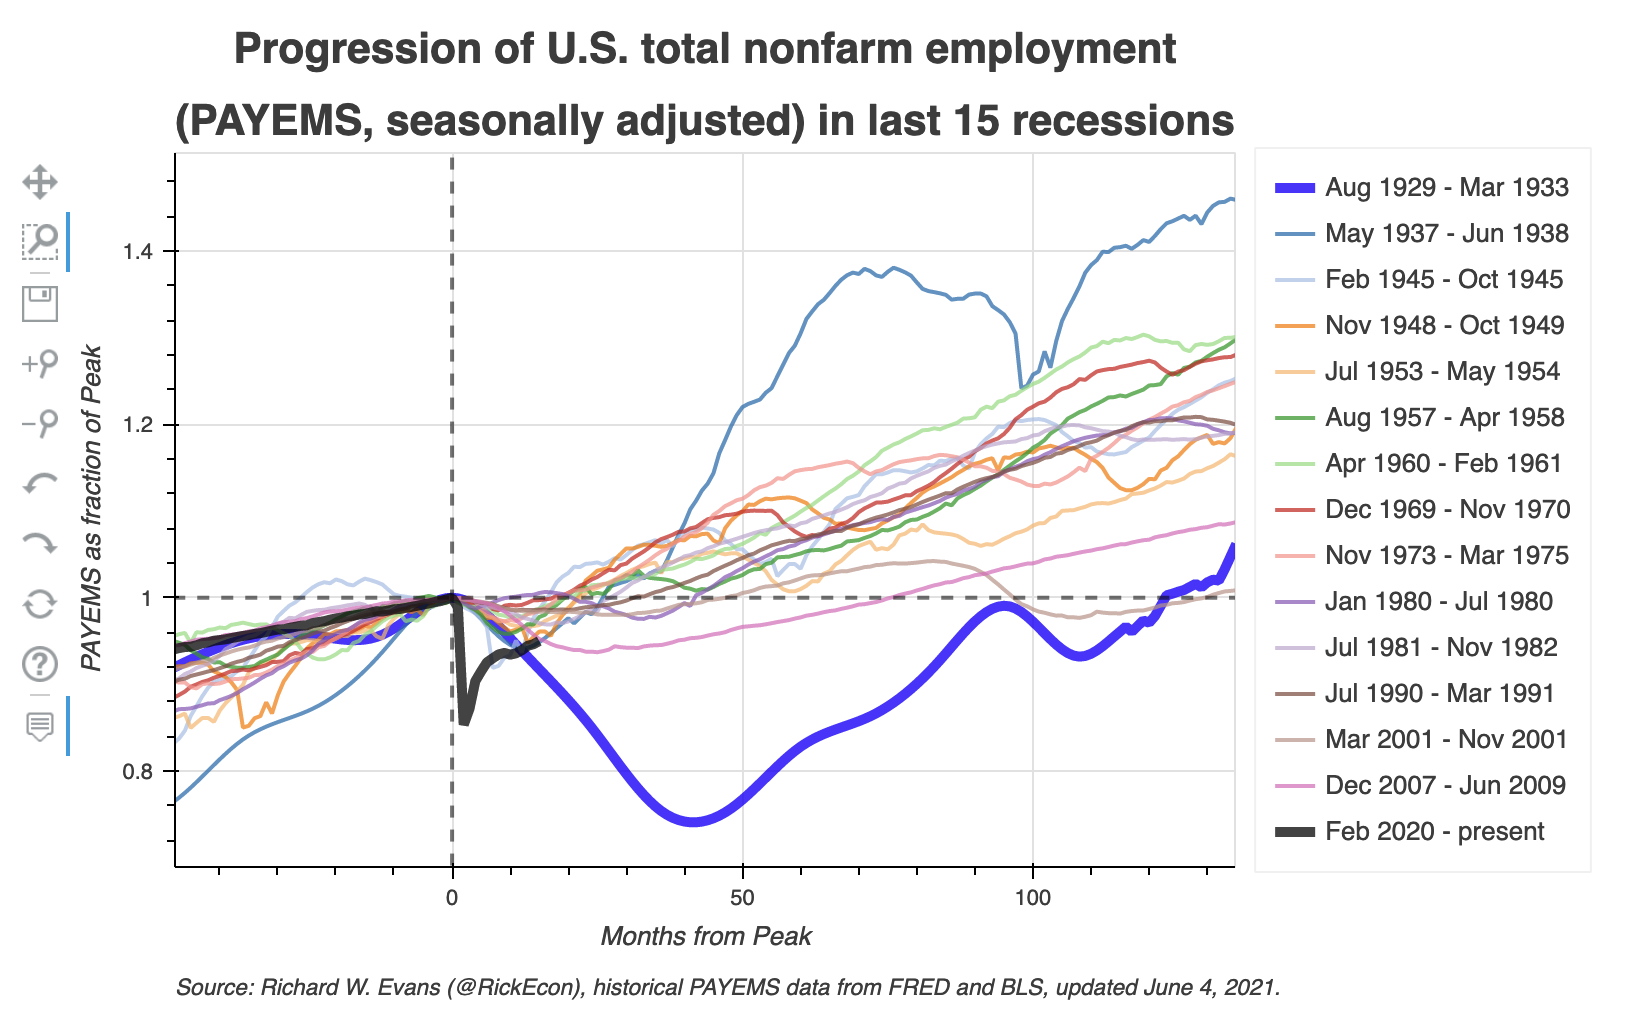 Progression of U.S. total nonfarm employment
(PAYEMS, seasonally adjusted) in last 15 recessions
PAYEMS as fraction of Peak
1.4
1.2
1
0.8
0
50
100
Months from Peak
Aug 1929 - Mar 1933
May 1937 - Jun 1938
Feb 1945 - Oct 1945
Nov 1948 - Oct 1949
Jul 1953 - May 1954
Aug 1957 - Apr 1958
Apr 1960 - Feb 1961
Dec 1969 - Nov 1970
Nov 1973 - Mar 1975
Jan 1980 - Jul 1980
Jul 1981 - Nov 1982
Jul 1990 - Mar 1991
Mar 2001 - Nov 2001
Dec 2007 - Jun 2009
Feb 2020 - present
Source: Richard W. Evans (@RickEcon), historical PAYEMS data from FRED and BLS, updated June 4, 2021.